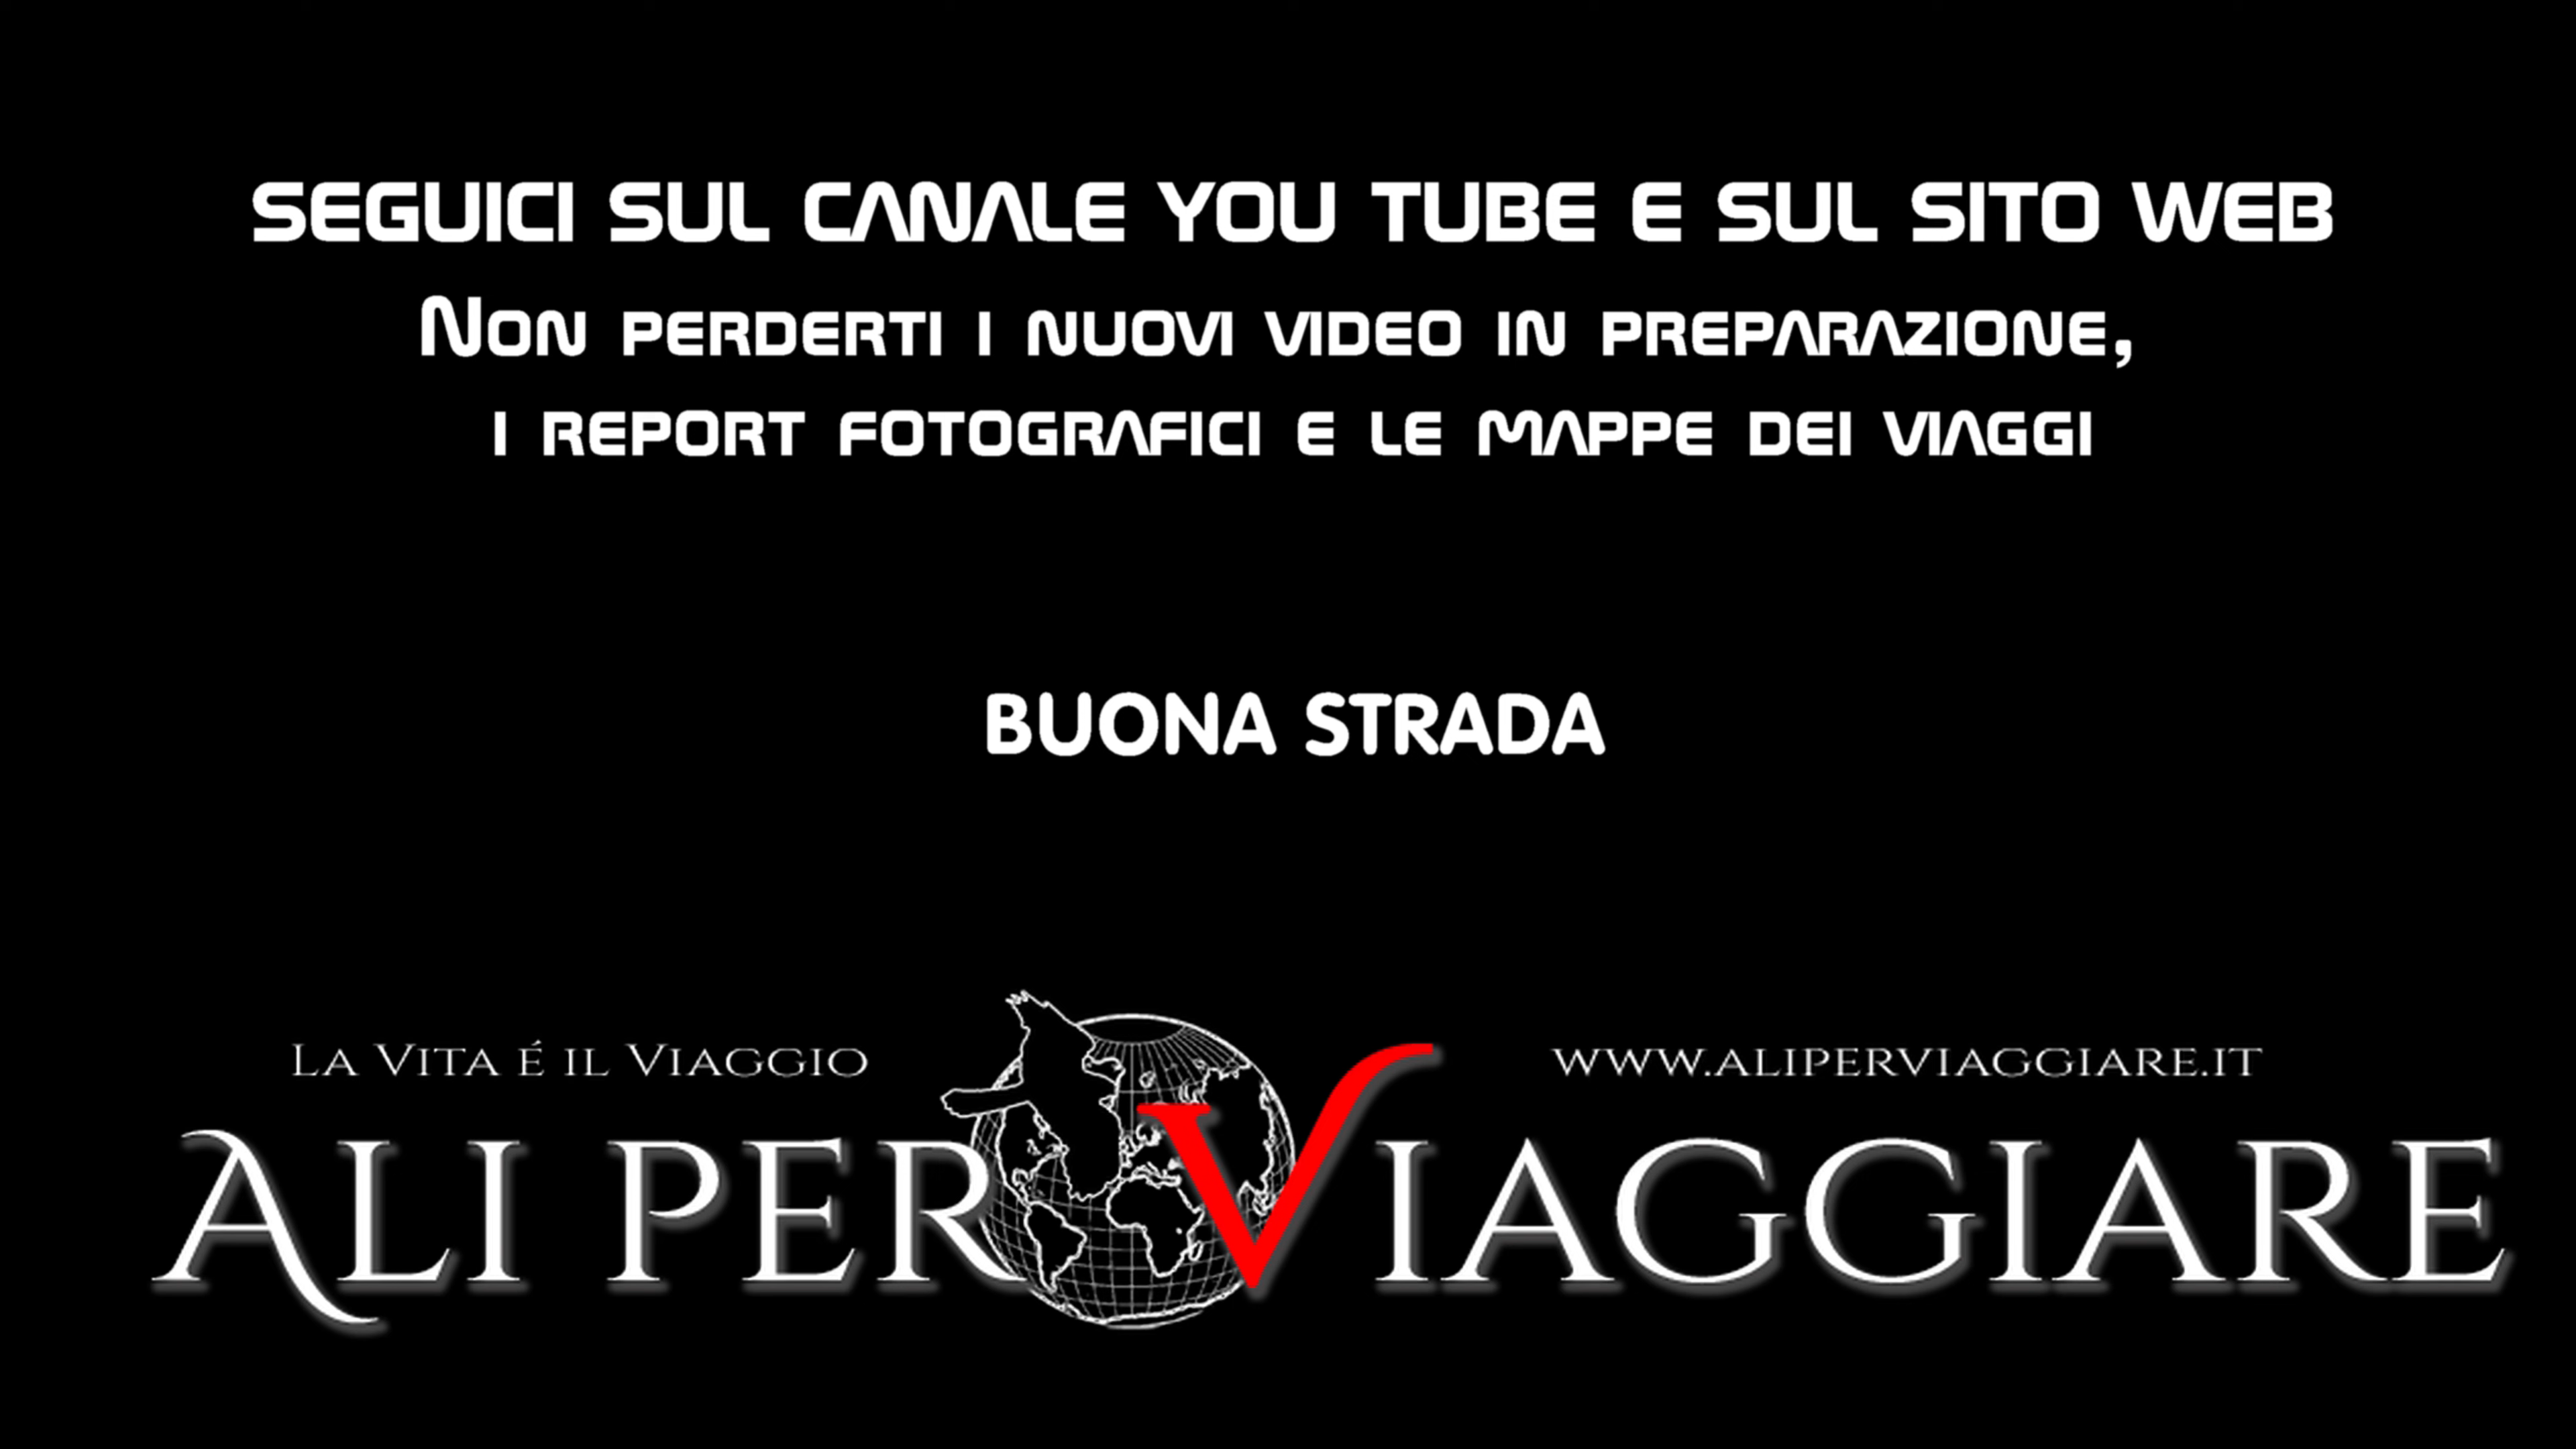 SEGUICI SUL CANALE YOU TUBE E SUL SITO WEB
NON PERDERTI I NUOVI VIDEO IN PREPARAZIONE,
I REPORT FOTOGRAFICI E LE MAPPE DEI VIAGGI
BUONA STRADA
LA VITA É IL VIAGGIO
WWW.ALIPERVIAGGIARE.IT
ALI PER VIAGGIARE